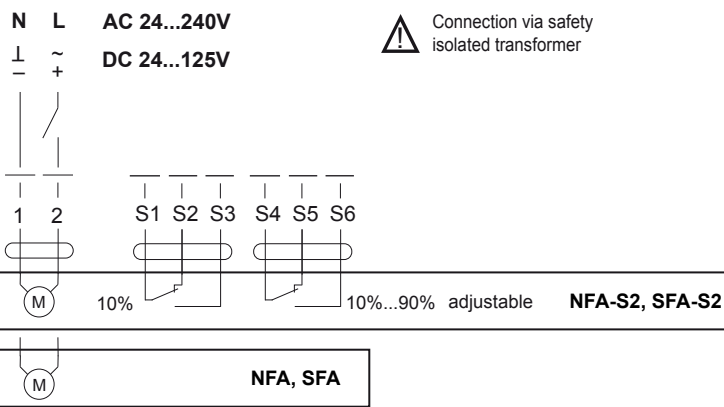 N L AC 24...240V
⊥ ~ DC 24...125V
− +
Connection via safety
isolated transformer
1 2 S1 S2 S3 S4 S5 S6
M 10% 10%...90% adjustable NFA-S2, SFA-S2
M NFA, SFA